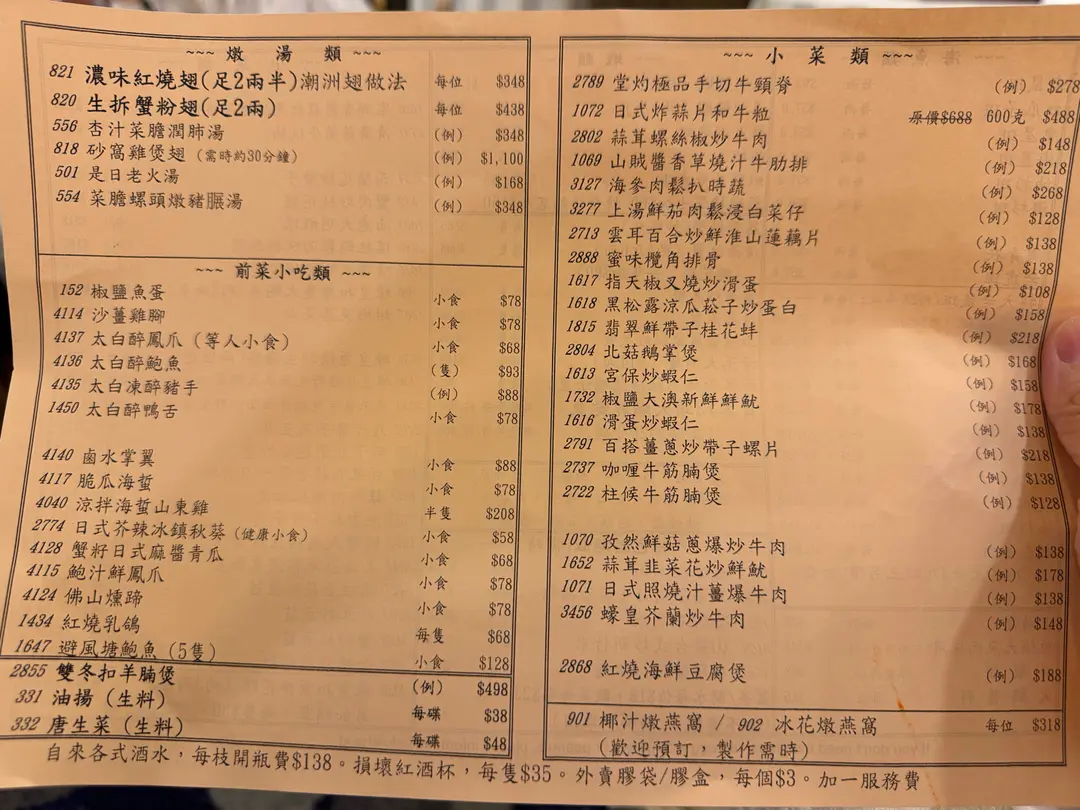 ~~~ 燉 湯 類 ~~~
821 濃味紅燒翅(足2兩半)潮洲翅做法 每位 $348
820 生拆蟹粉翅(足2兩) 每位 $438
556 杏汁菜膽潤肺湯 (例) $348
818 砂窩雞煲翅 (需時約30分鐘) (例) $1,100
501 是日老火湯 (例) $168
554 菜膽螺頭燉豬𦟌湯 (例) $348
~~~ 前菜小吃類 ~~~
152 椒鹽魚蛋 小食 $78
4114 沙薑雞腳 小食 $78
4137 太白醉鳳爪 (等人小食) 小食 $68
4136 太白醉鮑魚 (隻) $93
4135 太白凍醉豬手 (例) $88
1450 太白醉鴨舌 小食 $78
4140 鹵水掌翼 小食 $88
4117 脆瓜海蜇 小食 $78
4040 涼拌海蜇山東雞 半隻 $208
2774 日式芥辣冰鎮秋葵 (健康小食) 小食 $58
4128 蟹籽日式麻醬青瓜 小食 $68
4115 鮑汁鮮鳳爪 小食 $78
4124 佛山燻蹄 小食 $78
1434 紅燒乳鴿 每隻 $68
1647 避風塘鮑魚 (5隻) 小食 $128
2855 雙冬扣羊腩煲 (例) $498
331 油揚 (生料) 每碟 $38
332 唐生菜 (生料) 每碟 $48
~~~ 小 菜 類 ~~~
2789 堂灼極品手切牛頸脊 (例) $278
1072 日式炸蒜片和牛粒 原價$688 600克 $488
2802 蒜茸螺絲椒炒牛肉 (例) $148
1069 山賊醬香草燒汁牛肋排 (例) $218
3127 海參肉鬆扒時蔬 (例) $268
3277 上湯鮮茄肉鬆浸白菜仔 (例) $128
2713 雲耳百合炒鮮淮山蓮藕片 (例) $138
2888 蜜味欖角排骨 (例) $138
1617 指天椒叉燒炒滑蛋 (例) $108
1618 黑松露涼瓜菘子炒蛋白 (例) $158
1815 翡翠鮮帶子桂花蚌 (例) $218
2804 北菇鵝掌煲 (例) $168
1613 宮保炒蝦仁 (例) $158
1732 椒鹽大澳新鮮鮮魷 (例) $178
1616 滑蛋炒蝦仁 (例) $138
2791 百搭薑蔥炒帶子螺片 (例) $218
2737 咖喱牛筋腩煲 (例) $138
2722 柱候牛筋腩煲 (例) $128
1070 孜然鮮菇蔥爆炒牛肉 (例) $138
1652 蒜茸韭菜花炒鮮魷 (例) $178
1071 日式照燒汁薑爆牛肉 (例) $138
3456 蠔皇芥蘭炒牛肉 (例) $148
2868 紅燒海鮮豆腐煲 (例) $188
901 椰汁燉燕窩 / 902 冰花燉燕窩 每位 $318
(歡迎預訂，製作需時)
自來各式酒水，每枝開瓶費$138。損壞紅酒杯，每隻$35。外賣膠袋/膠盒，每個$3。加一服務費